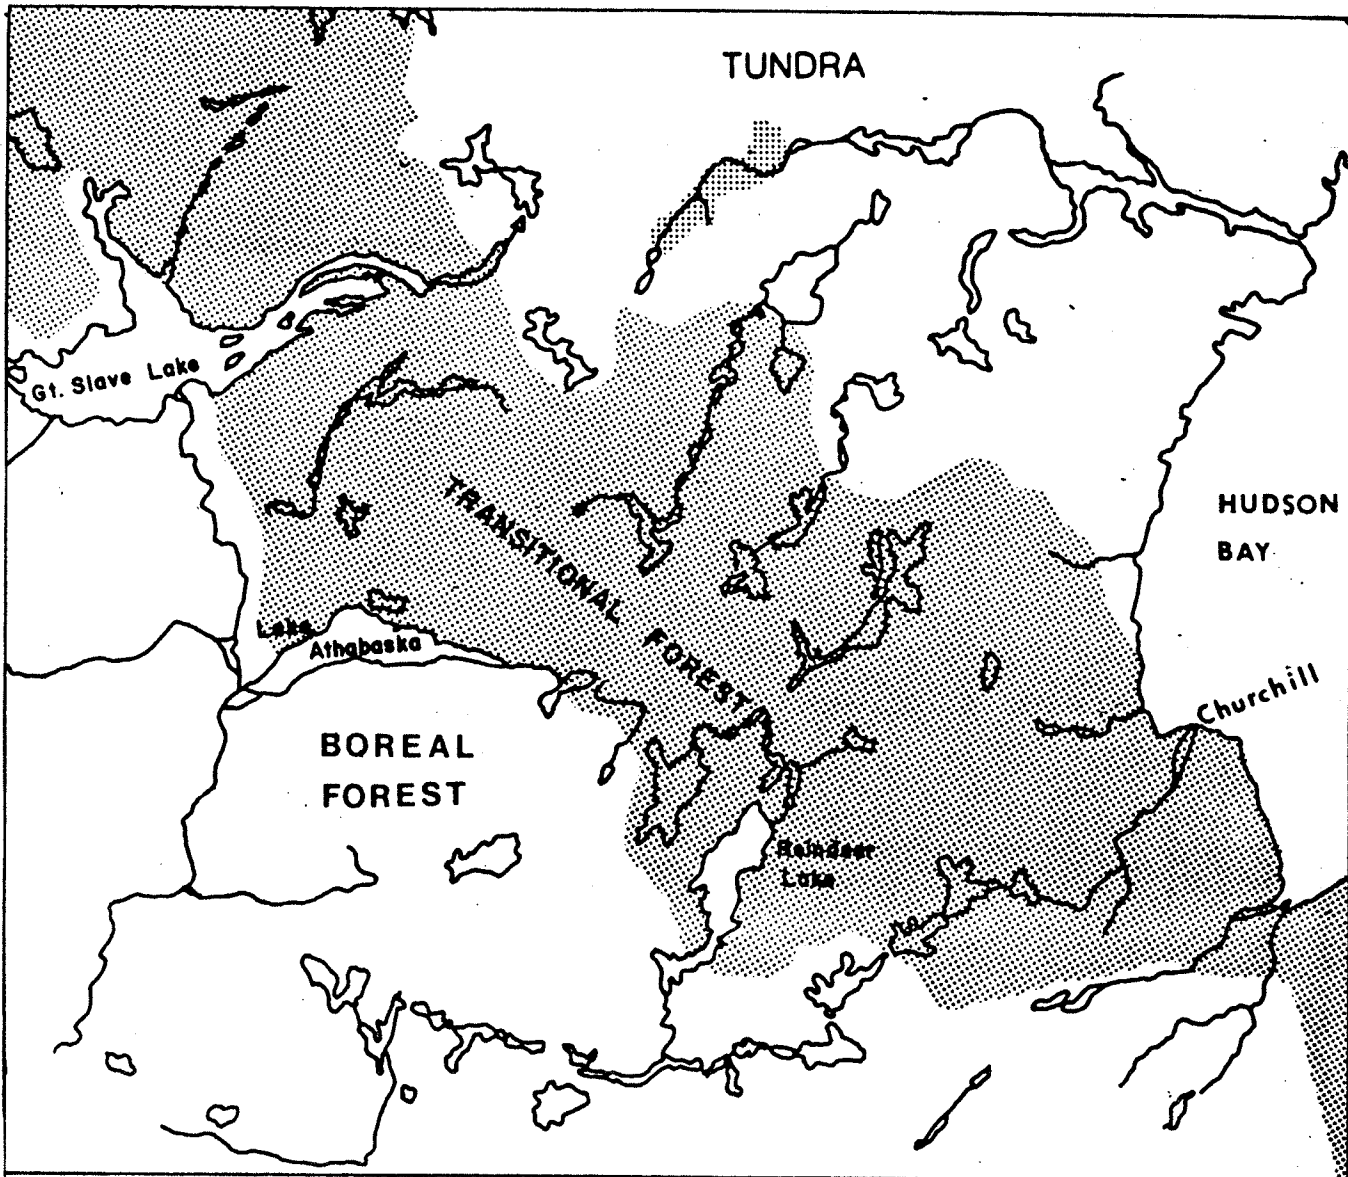 TUNDRA
Gt. Slave Lake
TRANSITIONAL FOREST
HUDSON
BAY
Lake
Athabaska
Churchill
BOREAL
FOREST
Reindeer
Lake